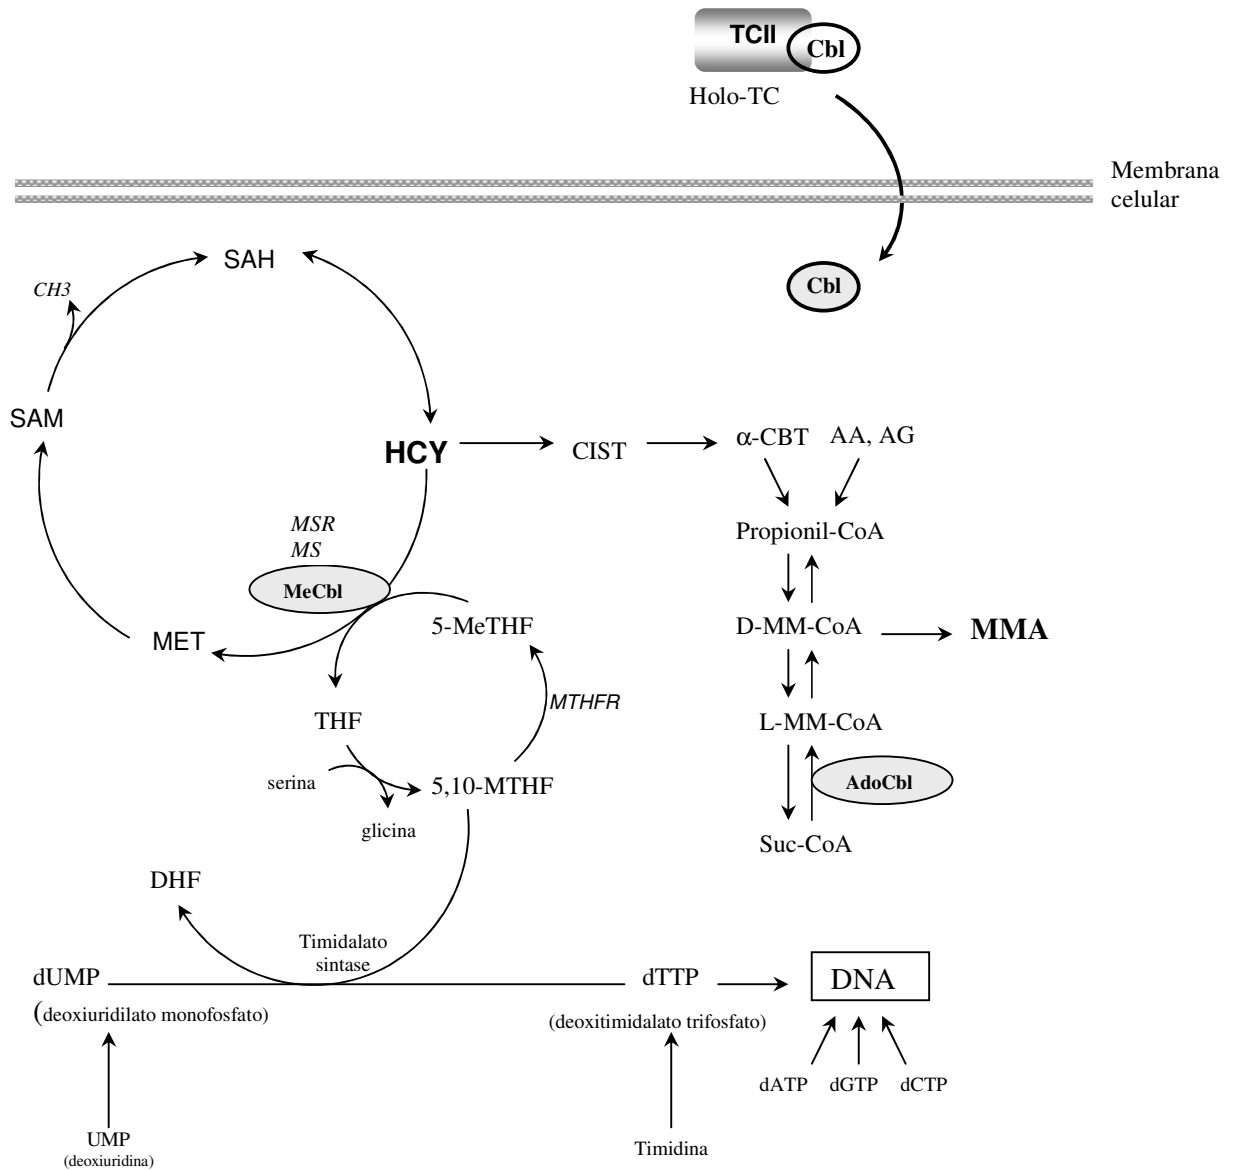 TCII
Cbl
Holo-TC
Membrana
celular
SAH
Cbl
CH3
SAM
HCY
CIST
α-CBT
AA, AG
MSR
MS
MeCbl
Propionil-CoA
5-MeTHF
D-MM-CoA
MMA
MET
MTHFR
THF
L-MM-CoA
serina
5,10-MTHF
AdoCbl
glicina
Suc-CoA
DHF
Timidalato
sintase
dUMP
dTTP
DNA
(deoxiuridilato monofosfato)
(deoxitimidalato trifosfato)
dATP
dGTP
dCTP
UMP
(deoxiuridina)
Timidina